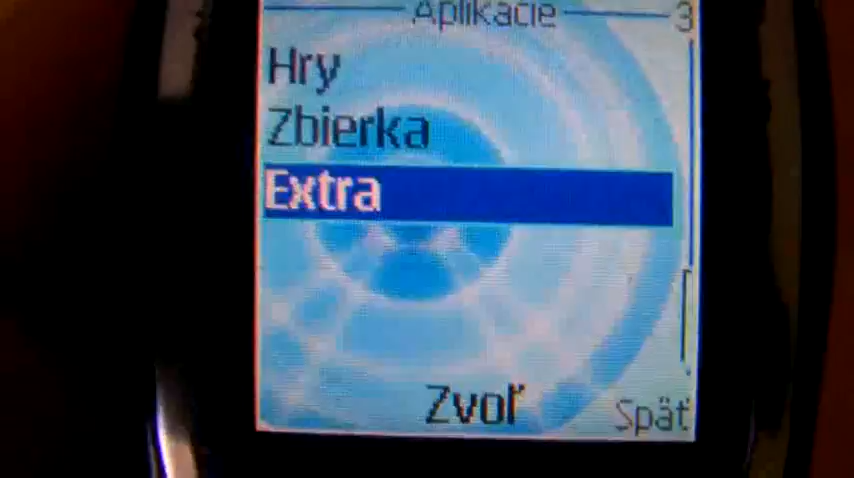 Aplikácie 3
Hry
Zbierka
Extra
Zvoľ Späť